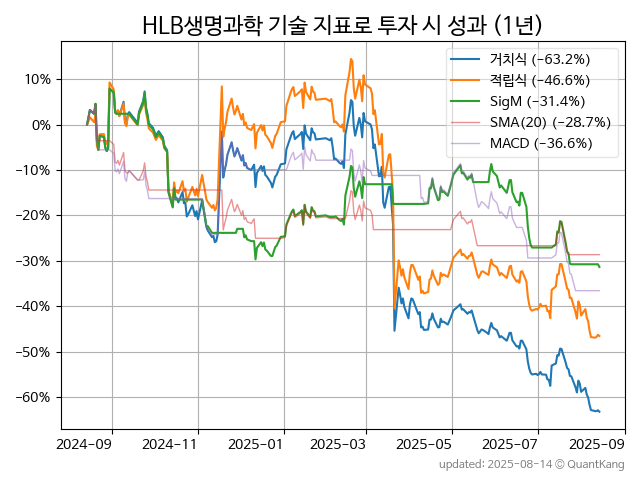 HLB생명과학 기술 지표로 투자 시 성과 (1년)
거치식 (−63.2%)
적립식 (−46.6%)
SigM (−31.4%)
SMA(20) (−28.7%)
MACD (−36.6%)
10%
0%
−10%
−20%
−30%
−40%
−50%
−60%
2024-09 2024-11 2025-01 2025-03 2025-05 2025-07 2025-09
updated: 2025-08-14 © QuantKang